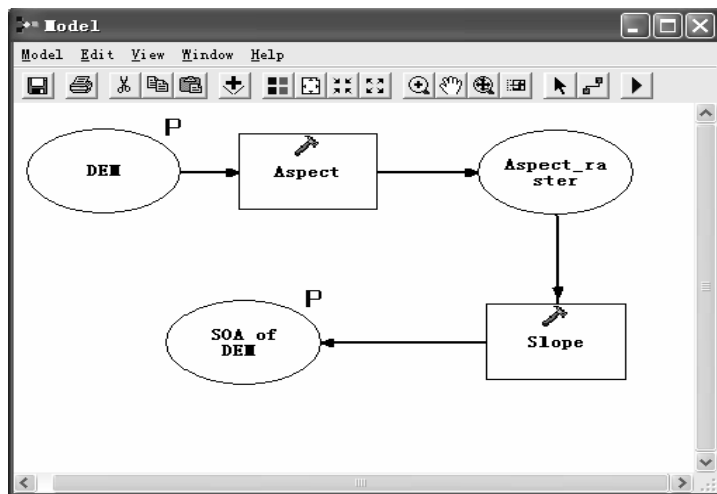 Model
Model Edit View Window Help
P
DEM
Aspect
Aspect_ra
ster
P
SOA of
DEM
Slope